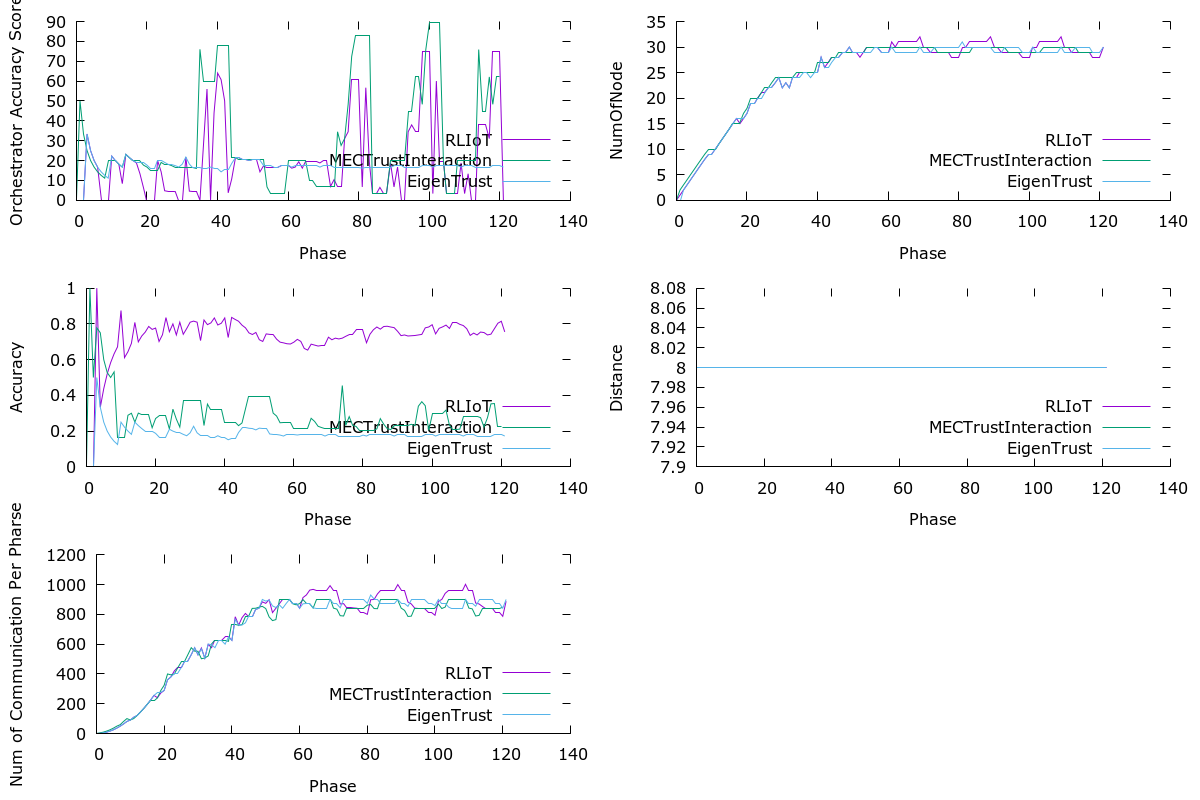 Orchestrator Accuracy Score
90
80
70
60
50
40
30
20
10
0
0 20 40 60 80 100 120 140
Phase
RLIoT
MECTrustInteraction
EigenTrust
NumOfNode
35
30
25
20
15
10
5
0
0 20 40 60 80 100 120 140
Phase
RLIoT
MECTrustInteraction
EigenTrust
Accuracy
1
0.8
0.6
0.4
0.2
0
0 20 40 60 80 100 120 140
Phase
RLIoT
MECTrustInteraction
EigenTrust
Distance
8.08
8.06
8.04
8.02
8
7.98
7.96
7.94
7.92
7.9
0 20 40 60 80 100 120 140
Phase
RLIoT
MECTrustInteraction
EigenTrust
Num of Communication Per Pharse
1200
1000
800
600
400
200
0
0 20 40 60 80 100 120 140
Phase
RLIoT
MECTrustInteraction
EigenTrust